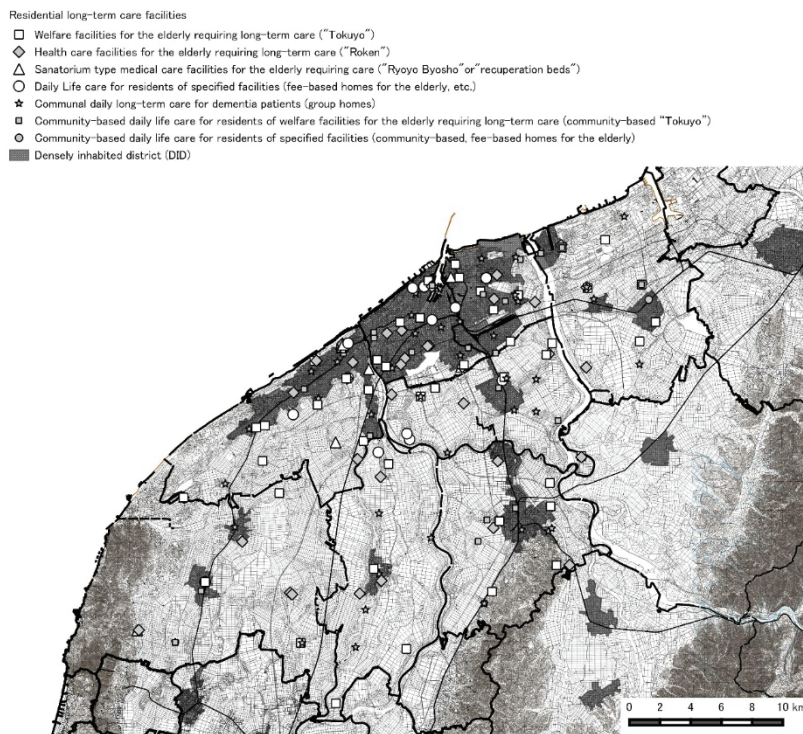 Residential long-term care facilities
Welfare facilities for the elderly requiring long-term care ("Tokuyo")
Health care facilities for the elderly requiring long-term care ("Roken")
Sanatorium type medical care facilities for the elderly requiring care ("Ryoyo Byosho"or"recuperation beds")
Daily Life care for residents of specified facilities (fee-based homes for the elderly, etc.)
Communal daily long-term care for dementia patients (group homes)
Community-based daily life care for residents of welfare facilities for the elderly requiring long-term care (community-based "Tokuyo")
Community-based daily life care for residents of specified facilities (community-based, fee-based homes for the elderly)
Densely inhabited district (DID)
0 2 4 6 8 10 km